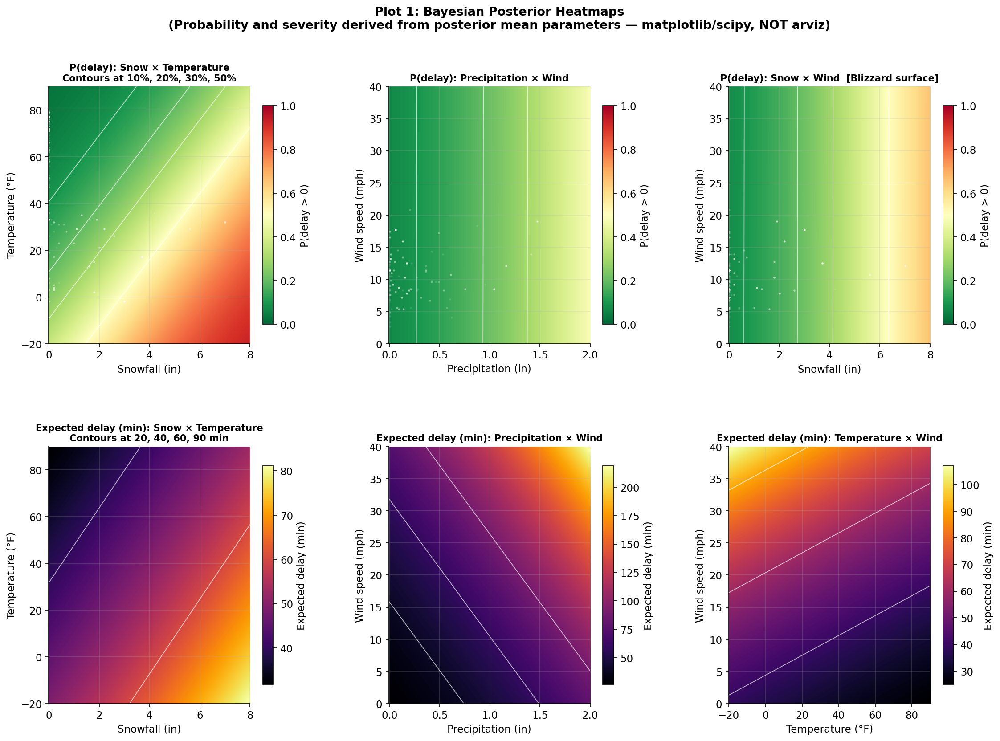 Plot 1: Bayesian Posterior Heatmaps
(Probability and severity derived from posterior mean parameters — matplotlib/scipy, NOT arviz)
P(delay): Snow × Temperature
Contours at 10%, 20%, 30%, 50%
80
60
40
20
0
−20
Temperature (°F)
0 2 4 6 8
Snowfall (in)
1.0
0.8
0.6
0.4
0.2
0.0
P(delay > 0)
P(delay): Precipitation × Wind
40
35
30
25
20
15
10
5
0
Wind speed (mph)
0.0 0.5 1.0 1.5 2.0
Precipitation (in)
1.0
0.8
0.6
0.4
0.2
0.0
P(delay > 0)
P(delay): Snow × Wind [Blizzard surface]
40
35
30
25
20
15
10
5
0
Wind speed (mph)
0 2 4 6 8
Snowfall (in)
1.0
0.8
0.6
0.4
0.2
0.0
P(delay > 0)
Expected delay (min): Snow × Temperature
Contours at 20, 40, 60, 90 min
80
60
40
20
0
−20
Temperature (°F)
0 2 4 6 8
Snowfall (in)
80
70
60
50
40
Expected delay (min)
Expected delay (min): Precipitation × Wind
40
35
30
25
20
15
10
5
0
Wind speed (mph)
0.0 0.5 1.0 1.5 2.0
Precipitation (in)
200
175
150
125
100
75
50
Expected delay (min)
Expected delay (min): Temperature × Wind
40
35
30
25
20
15
10
5
0
Wind speed (mph)
−20 0 20 40 60 80
Temperature (°F)
100
90
80
70
60
50
40
30
Expected delay (min)